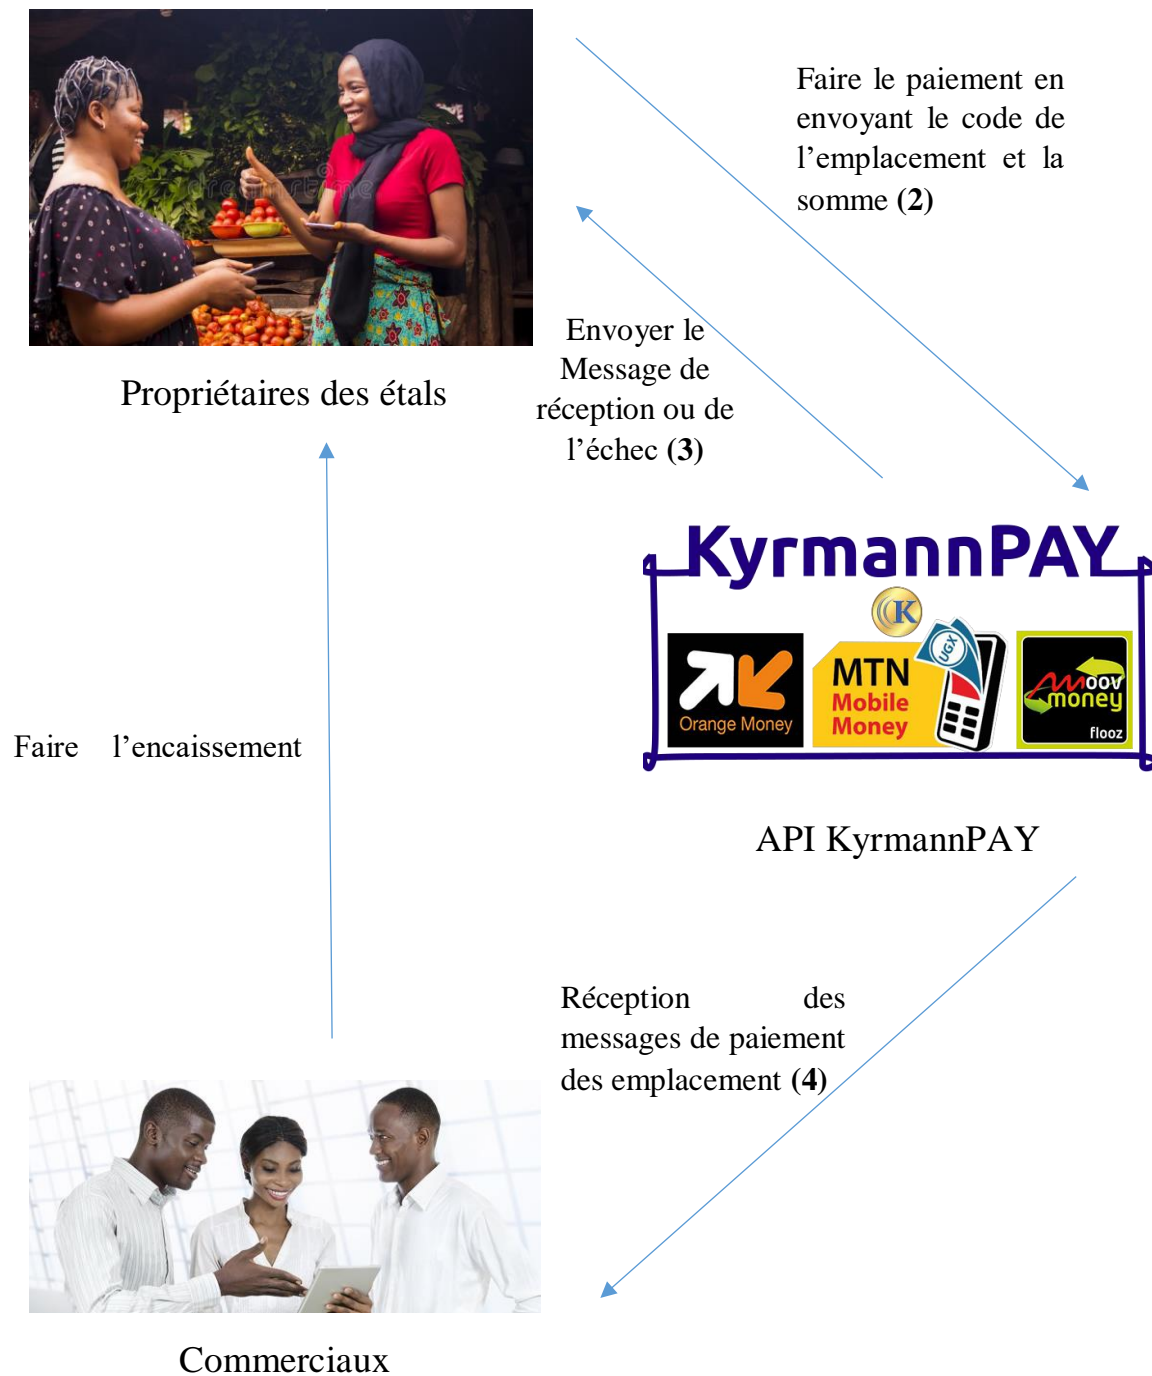 Faire le paiement en
envoyant le code de
l’emplacement et la
somme (2)
dreamstime
Envoyer le
Message de
réception ou de
l’échec (3)
Propriétaires des étals
KyrmannPAY
K
UGX
MTN
Mobile
Money
Orange Money
Moov
money
flooz
Faire l’encaissement
API KyrmannPAY
Réception des
messages de paiement
des emplacement (4)
Commerciaux